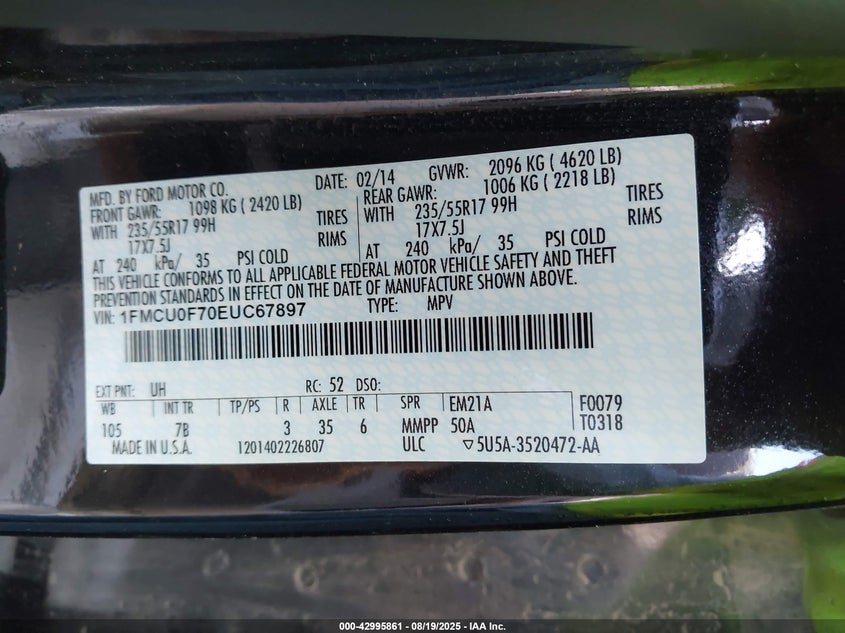 MFD. BY FORD MOTOR CO. DATE: 02/14 GVWR: 2096 KG ( 4620 LB)
FRONT GAWR: 1098 KG ( 2420 LB) REAR GAWR: 1006 KG ( 2218 LB)
WITH 235/55R17 99H TIRES WITH 235/55R17 99H TIRES
17X7.5J RIMS 17X7.5J RIMS
AT 240 kPa/ 35 PSI COLD AT 240 kPa/ 35 PSI COLD
THIS VEHICLE CONFORMS TO ALL APPLICABLE FEDERAL MOTOR VEHICLE SAFETY AND THEFT
PREVENTION STANDARDS IN EFFECT ON THE DATE OF MANUFACTURE SHOWN ABOVE.
VIN: 1FMCU0F70EUC67897 TYPE: MPV
EXT PNT: UH RC: 52 DSO:
WB INT TR TP/PS R AXLE TR SPR EM21A F0079
105 7B 3 35 6 MMPP 50A T0318
MADE IN U.S.A. 1201402226807 ULC ▽5U5A-3520472-AA
000-42995861 - 08/19/2025 - IAA Inc.